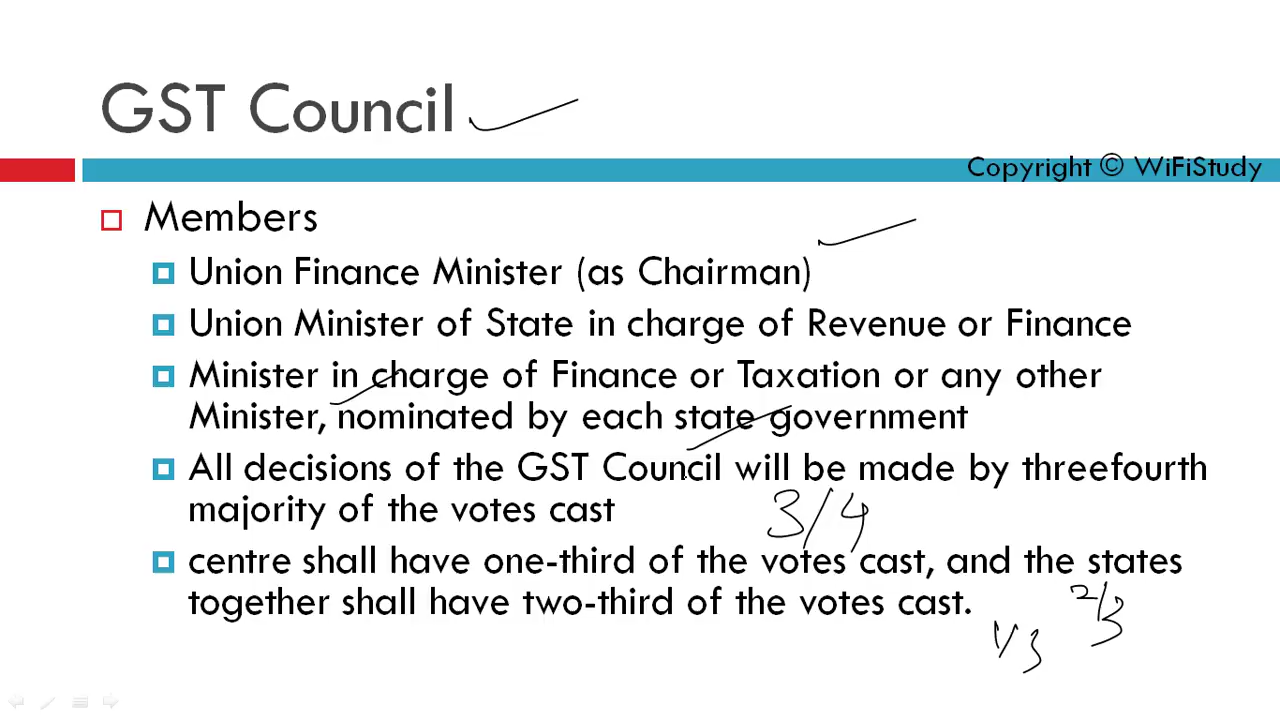 GST Council
Copyright © WiFiStudy
Members
Union Finance Minister (as Chairman)
Union Minister of State in charge of Revenue or Finance
Minister in charge of Finance or Taxation or any other
Minister, nominated by each state government
All decisions of the GST Council will be made by threefourth
majority of the votes cast
3/4
centre shall have one-third of the votes cast, and the states
together shall have two-third of the votes cast.
2/3
1/3